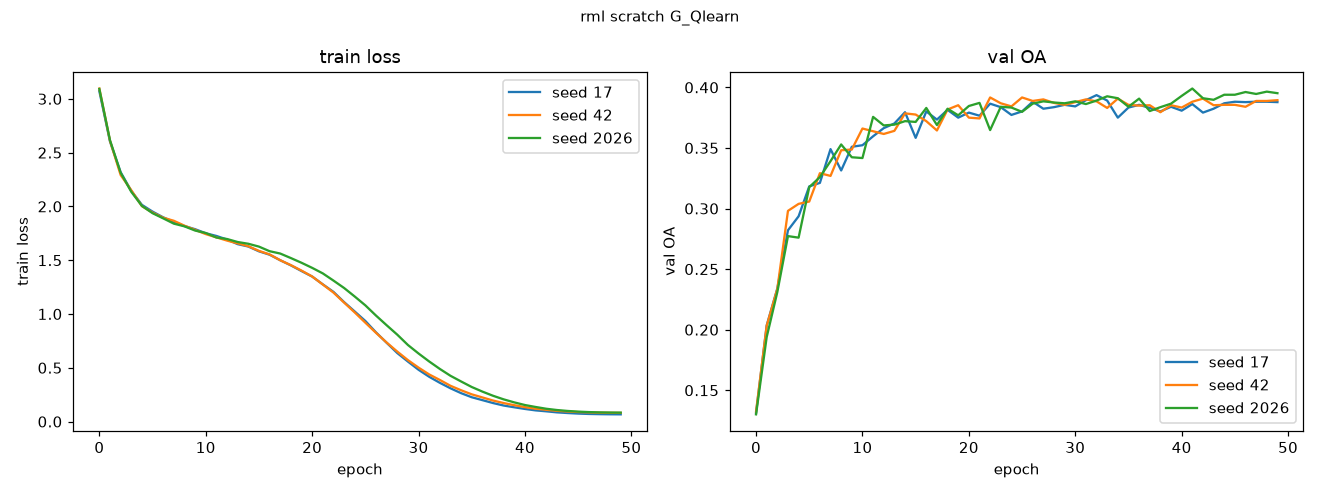 rml scratch G_Qlearn
train loss
train loss
3.0
2.5
2.0
1.5
1.0
0.5
0.0
0 10 20 30 40 50
epoch
seed 17
seed 42
seed 2026
val OA
val OA
0.40
0.35
0.30
0.25
0.20
0.15
0 10 20 30 40 50
epoch
seed 17
seed 42
seed 2026